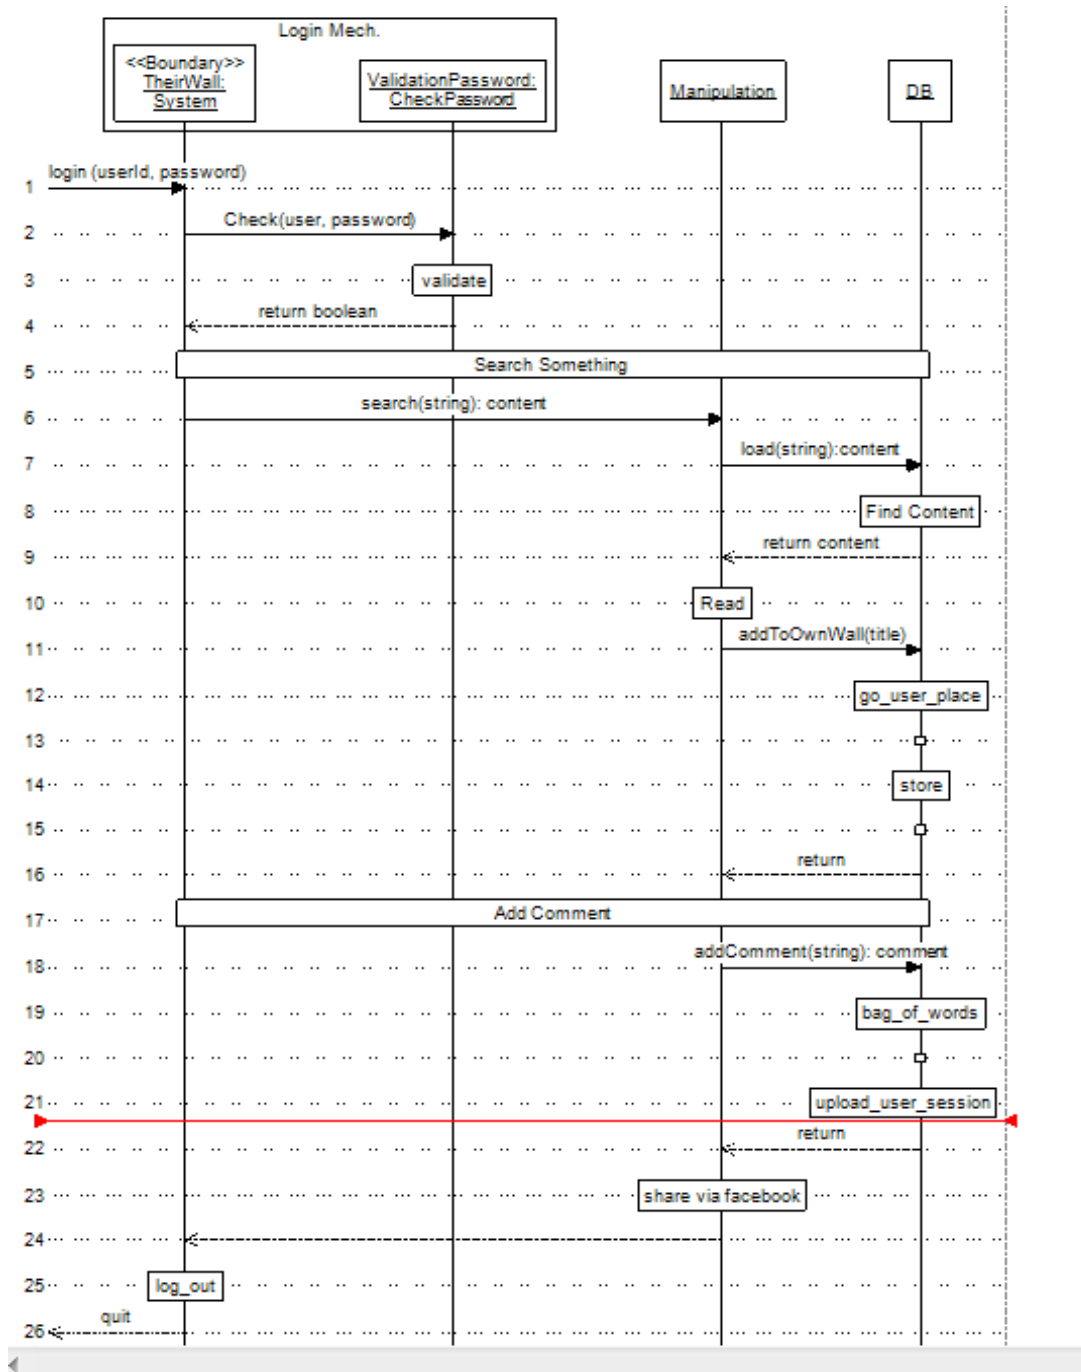 Login Mech.
<<Boundary>>
TheirWall:
System
ValidationPassword:
CheckPassword
Manipulation
DB
login (userId, password)
1
Check(user, password)
2
3
validate
return boolean
4
Search Something
5
search(string): content
6
load(string):content
7
8
Find Content
return content
9
10
Read
addToOwnWall(title)
11
12
go_user_place
13
14
store
15
return
16
Add Comment
17
addComment(string): comment
18
19
bag_of_words
20
21
upload_user_session
return
22
23
share via facebook
24
25
log_out
quit
26